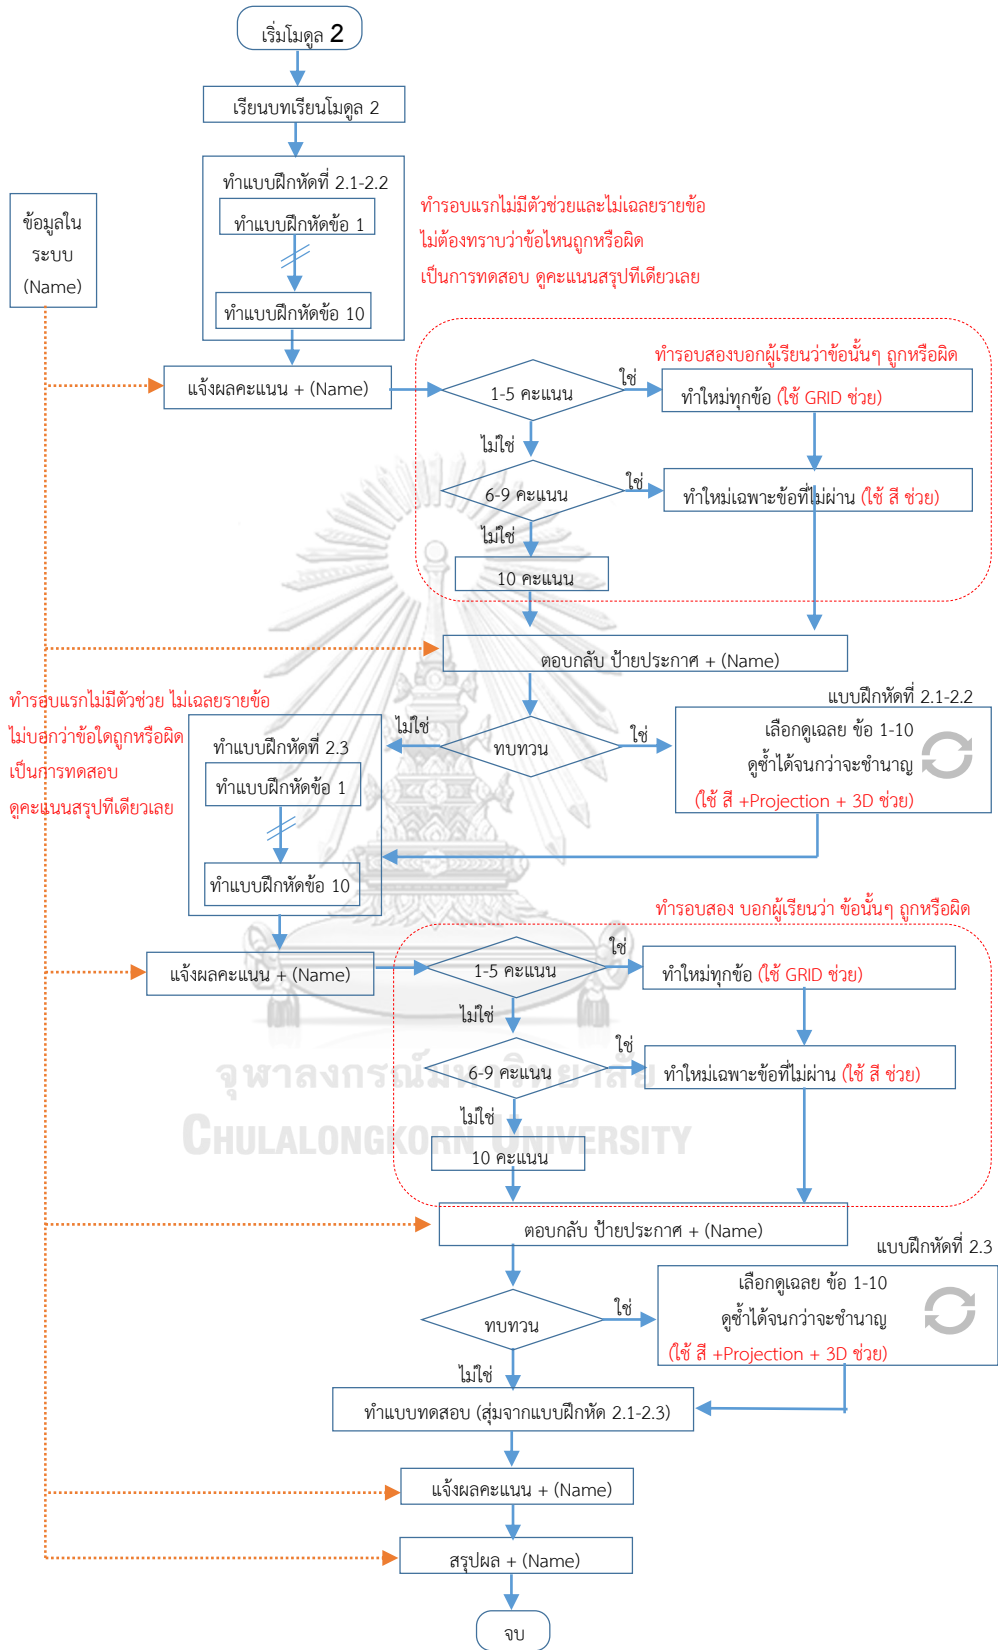 เริ่มโมดูล 2
เรียนบทเรียนโมดูล 2
ทำแบบฝึกหัดที่ 2.1-2.2
ทำแบบฝึกหัดข้อ 1
ทำแบบฝึกหัดข้อ 10
ข้อมูลใน
ระบบ
(Name)
ทำรอบแรกไม่มีตัวช่วยและไม่เฉลยรายข้อ
ไม่ต้องทราบว่าข้อไหนถูกหรือผิด
เป็นการทดสอบ ดูคะแนนสรุปทีเดียวเลย
ทำรอบสองบอกผู้เรียนว่าข้อนั้นๆ ถูกหรือผิด
แจ้งผลคะแนน + (Name)
1-5 คะแนน
ใช่
ทำใหม่ทุกข้อ (ใช้ GRID ช่วย)
ไม่ใช่
6-9 คะแนน
ใช่
ทำใหม่เฉพาะข้อที่ไม่ผ่าน (ใช้ สี ช่วย)
ไม่ใช่
10 คะแนน
ตอบกลับ ป้ายประกาศ + (Name)
ทำรอบแรกไม่มีตัวช่วย ไม่เฉลยรายข้อ
ไม่บอกว่าข้อใดถูกหรือผิด
เป็นการทดสอบ
ดูคะแนนสรุปทีเดียวเลย
ทบทวน
ไม่ใช่
ใช่
แบบฝึกหัดที่ 2.1-2.2
เลือกดูเฉลย ข้อ 1-10
ดูซ้ำได้จนกว่าจะชำนาญ
(ใช้ สี +Projection + 3D ช่วย)
ทำแบบฝึกหัดที่ 2.3
ทำแบบฝึกหัดข้อ 1
ทำแบบฝึกหัดข้อ 10
ทำรอบสอง บอกผู้เรียนว่า ข้อนั้นๆ ถูกหรือผิด
แจ้งผลคะแนน + (Name)
1-5 คะแนน
ใช่
ทำใหม่ทุกข้อ (ใช้ GRID ช่วย)
ไม่ใช่
6-9 คะแนน
ใช่
ทำใหม่เฉพาะข้อที่ไม่ผ่าน (ใช้ สี ช่วย)
จุฬาลงกรณ์มหาวิทยาลัย
CHULALONGKORN UNIVERSITY
ไม่ใช่
10 คะแนน
ตอบกลับ ป้ายประกาศ + (Name)
แบบฝึกหัดที่ 2.3
เลือกดูเฉลย ข้อ 1-10
ดูซ้ำได้จนกว่าจะชำนาญ
(ใช้ สี +Projection + 3D ช่วย)
ทบทวน
ใช่
ไม่ใช่
ทำแบบทดสอบ (สุ่มจากแบบฝึกหัด 2.1-2.3)
แจ้งผลคะแนน + (Name)
สรุปผล + (Name)
จบ